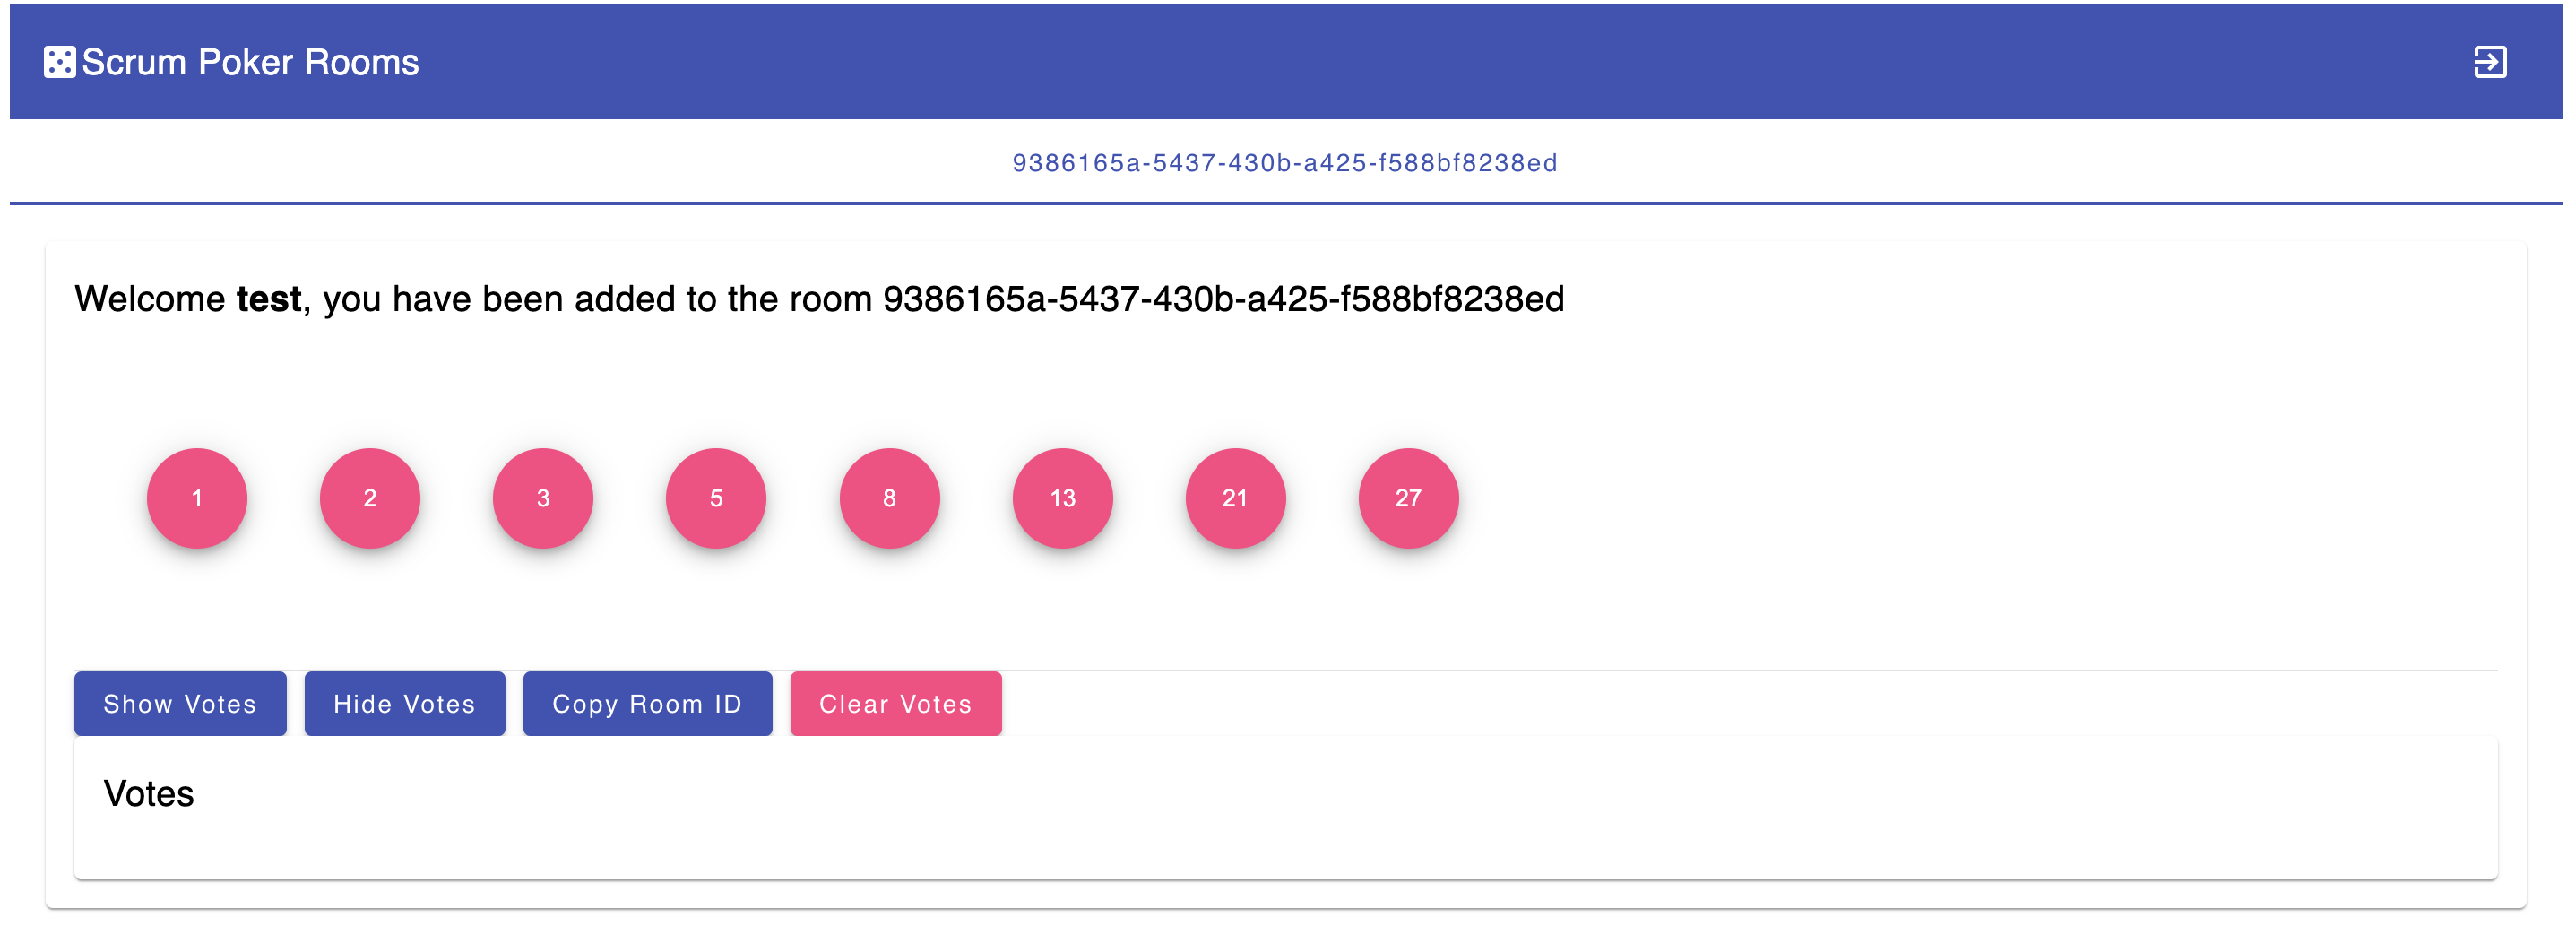 Scrum Poker Rooms
9386165a-5437-430b-a425-f588bf8238ed
Welcome test, you have been added to the room 9386165a-5437-430b-a425-f588bf8238ed
1 2 3 5 8 13 21 27
Show Votes Hide Votes Copy Room ID Clear Votes
Votes